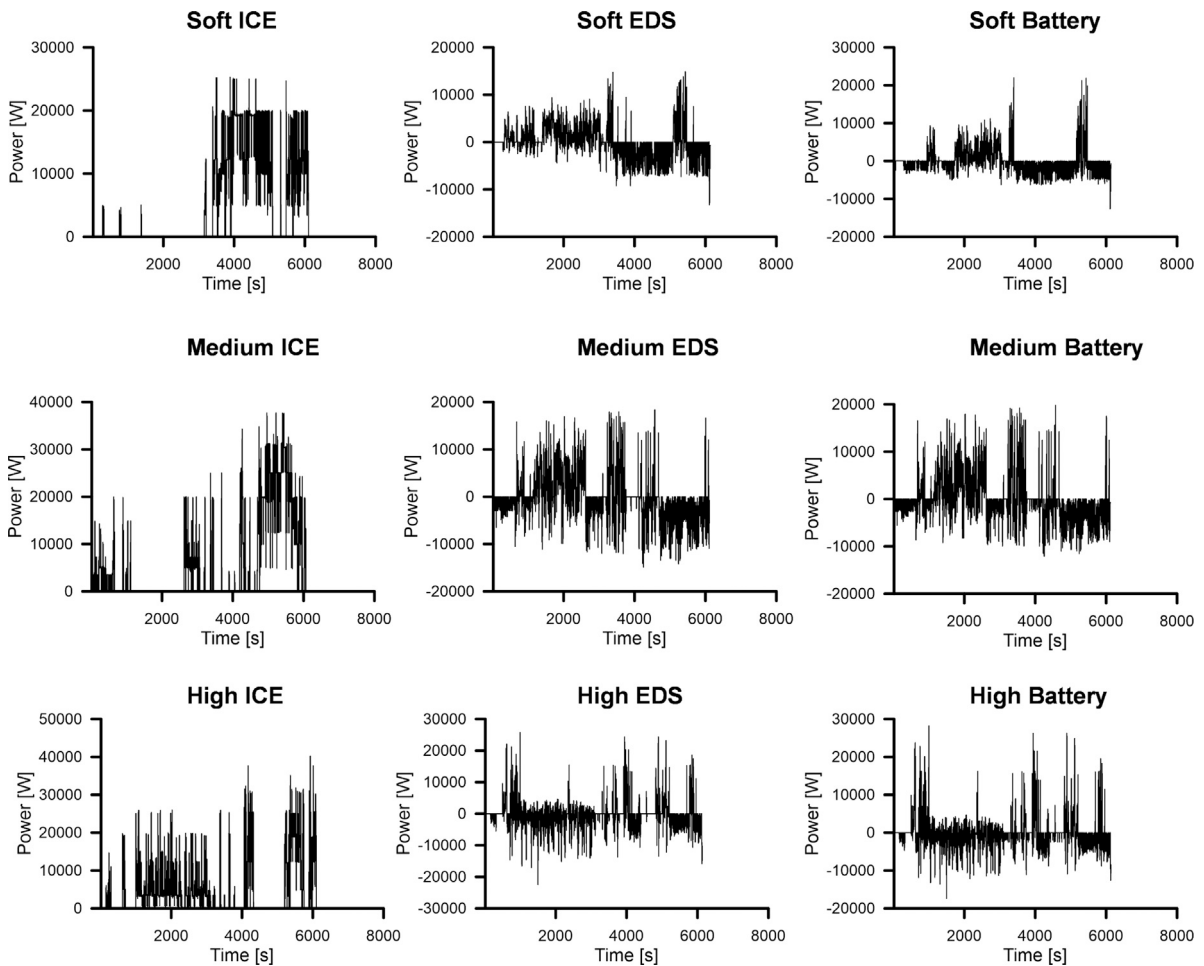 Soft ICE
Soft EDS
Soft Battery
30000
20000
10000
0
Power [W]
2000 4000 6000 8000
Time [s]
20000
10000
0
-10000
-20000
Power [W]
2000 4000 6000 8000
Time [s]
30000
20000
10000
0
-10000
-20000
Power [W]
2000 4000 6000 8000
Time [s]
Medium ICE
Medium EDS
Medium Battery
40000
30000
20000
10000
0
Power [W]
2000 4000 6000 8000
Time [s]
20000
10000
0
-10000
-20000
Power [W]
2000 4000 6000 8000
Time [s]
20000
10000
0
-10000
-20000
Power [W]
2000 4000 6000 8000
Time [s]
High ICE
High EDS
High Battery
50000
40000
30000
20000
10000
0
Power [W]
2000 4000 6000 8000
Time [s]
30000
20000
10000
0
-10000
-20000
-30000
Power [W]
2000 4000 6000 8000
Time [s]
30000
20000
10000
0
-10000
-20000
Power [W]
2000 4000 6000 8000
Time [s]